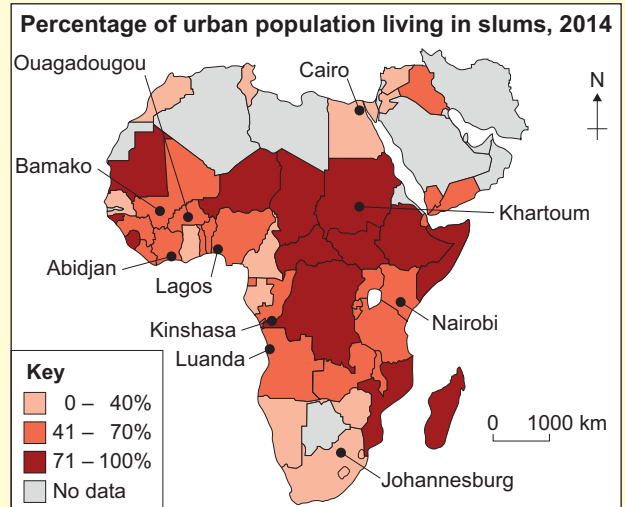 Percentage of urban population living in slums, 2014
Ouagadougou
Cairo
N
Bamako
Khartoum
Abidjan
Lagos
Kinshasa
Nairobi
Luanda
Key
0 – 40%
41 – 70%
71 – 100%
No data
0 1000 km
Johannesburg